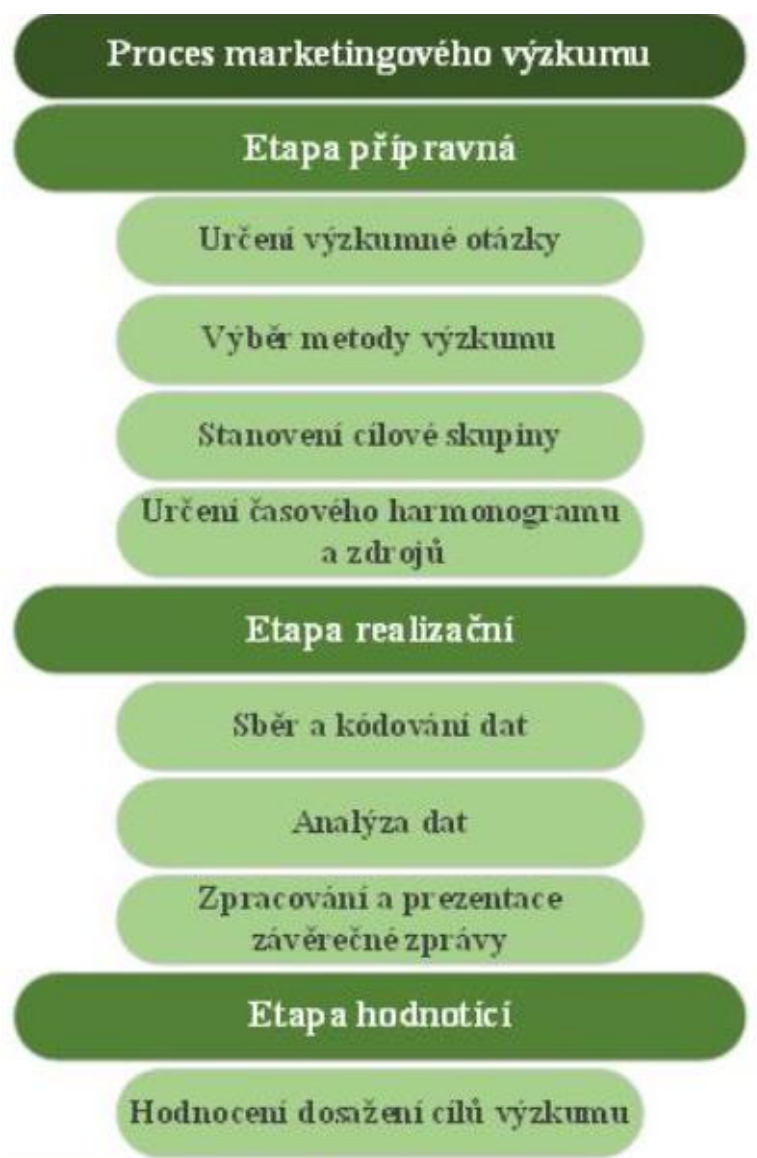 Proces marketingového výzkumu
Etapa přípravná
Určení výzkumné otázky
Výběr metody výzkumu
Stanovení cílové skupiny
Určení časového harmonogramu
a zdrojů
Etapa realizační
Sběr a kódování dat
Analýza dat
Zpracování a prezentace
závěrečné zprávy
Etapa hodnotící
Hodnocení dosažení cílů výzkumu